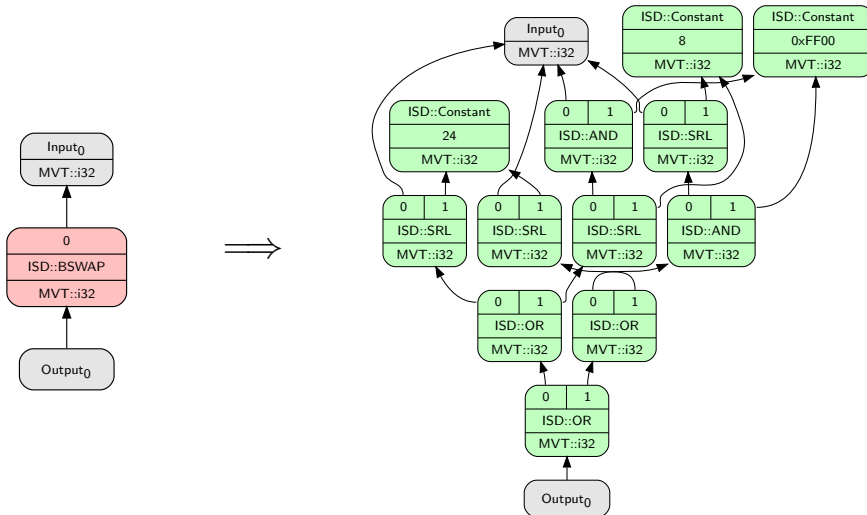 Input0
MVT::i32
0
ISD::BSWAP
MVT::i32
Output0
⟹
Input0
MVT::i32
ISD::Constant
8
MVT::i32
ISD::Constant
0xFF00
MVT::i32
ISD::Constant
24
MVT::i32
0 1
ISD::AND
MVT::i32
0 1
ISD::SRL
MVT::i32
0 1
ISD::SRL
MVT::i32
0 1
ISD::SRL
MVT::i32
0 1
ISD::SRL
MVT::i32
0 1
ISD::AND
MVT::i32
0 1
ISD::OR
MVT::i32
0 1
ISD::OR
MVT::i32
0 1
ISD::OR
MVT::i32
Output0